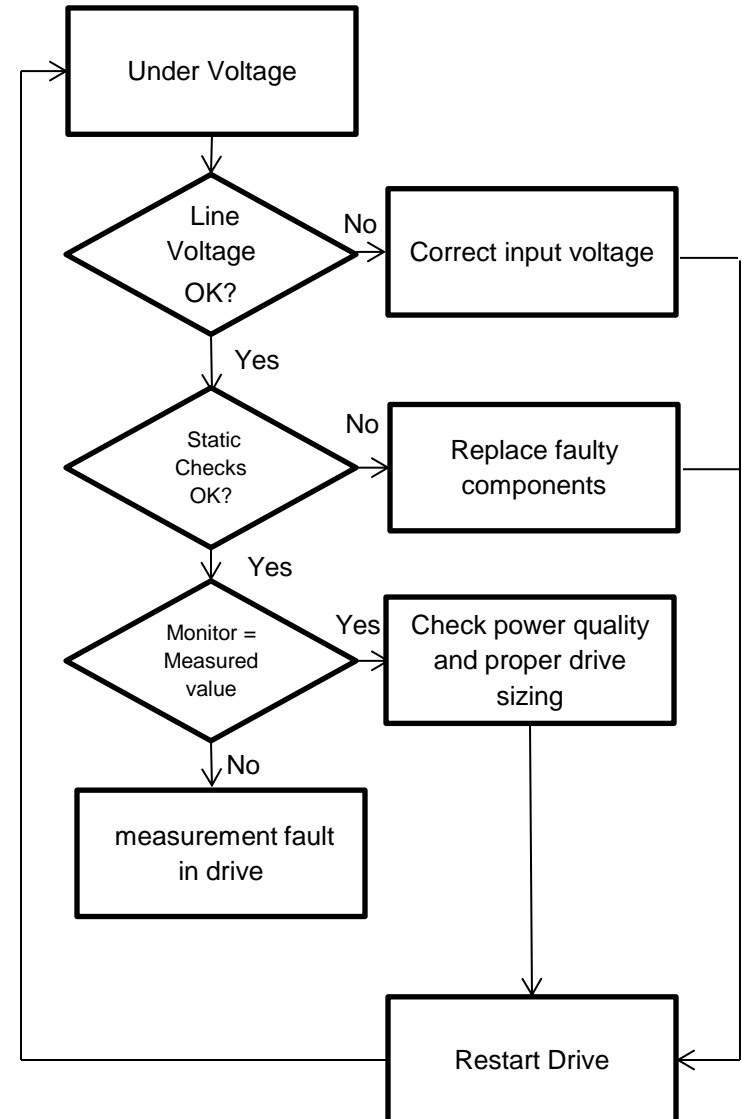 Under Voltage
Line
Voltage
OK?
No
Correct input voltage
Yes
Static
Checks
OK?
No
Replace faulty
components
Yes
Monitor =
Measured
value
Yes
Check power quality
and proper drive
sizing
No
measurement fault
in drive
Restart Drive